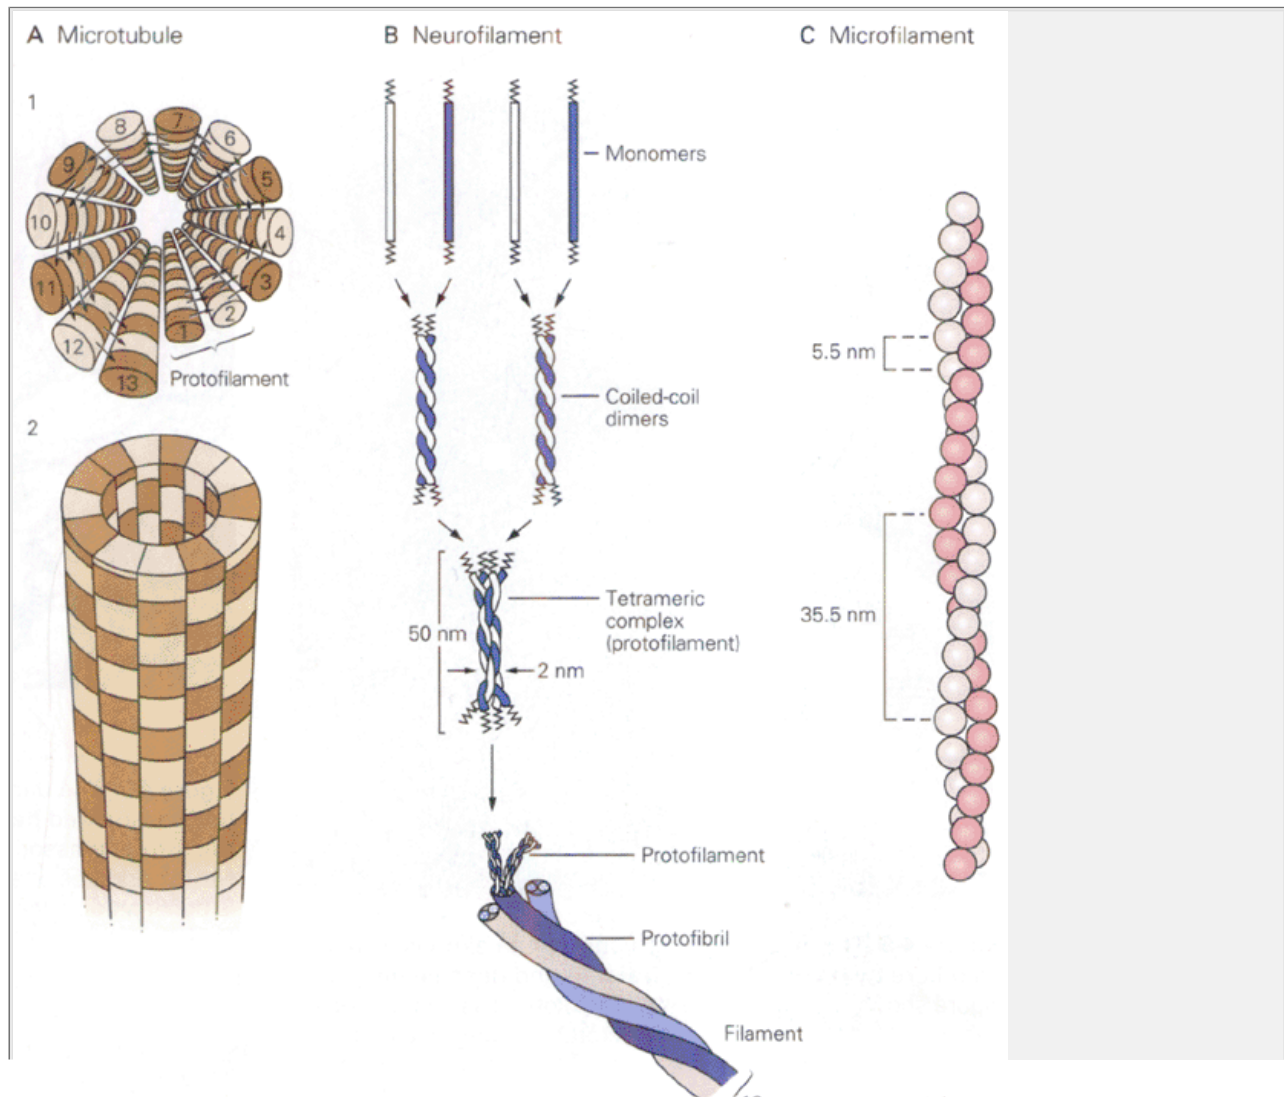 A Microtubule
1
8
7
6
9
5
10
4
11
3
2
12
1
13
Protofilament
2
B Neurofilament
Monomers
Coiled-coil
dimers
Tetrameric
complex
(protofilament)
50 nm
2 nm
Protofilament
Protofibril
Filament
C Microfilament
5.5 nm
35.5 nm